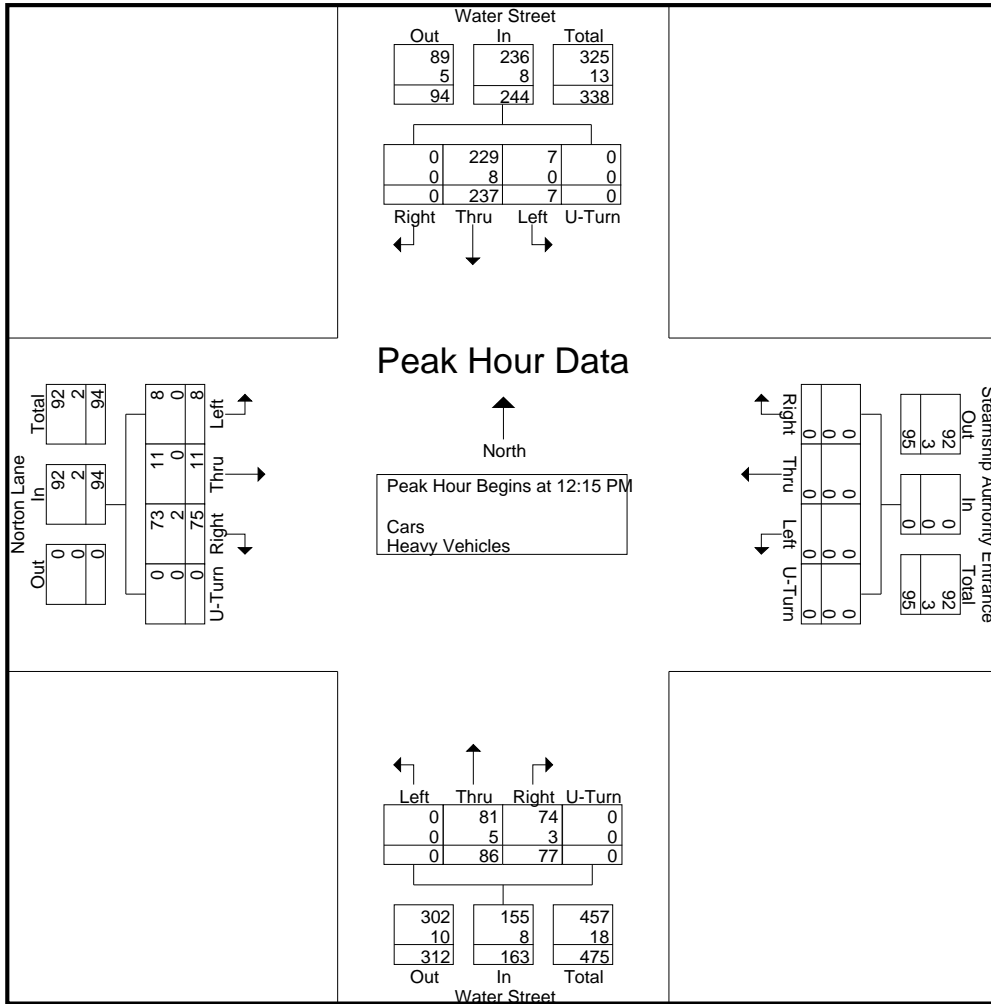 Water Street
Out In Total
89 236 325
5 8 13
94 244 338
0 229 7 0
0 8 0 0
0 237 7 0
Right Thru Left U-Turn
Peak Hour Data
North
Peak Hour Begins at 12:15 PM
Cars
Heavy Vehicles
Norton Lane
Total In Out
92 92 0
2 2 0
94 94 0
8 11 73 0
0 0 2 0
8 11 75 0
Left Thru Right U-Turn
Steamship Authority Entrance
Out In Total
92 0 92
3 0 3
95 0 95
0 0 0 0
0 0 0 0
0 0 0 0
Right Thru Left U-Turn
Left Thru Right U-Turn
0 81 74 0
0 5 3 0
0 86 77 0
302 155 457
10 8 18
312 163 475
Out In Total
Water Street